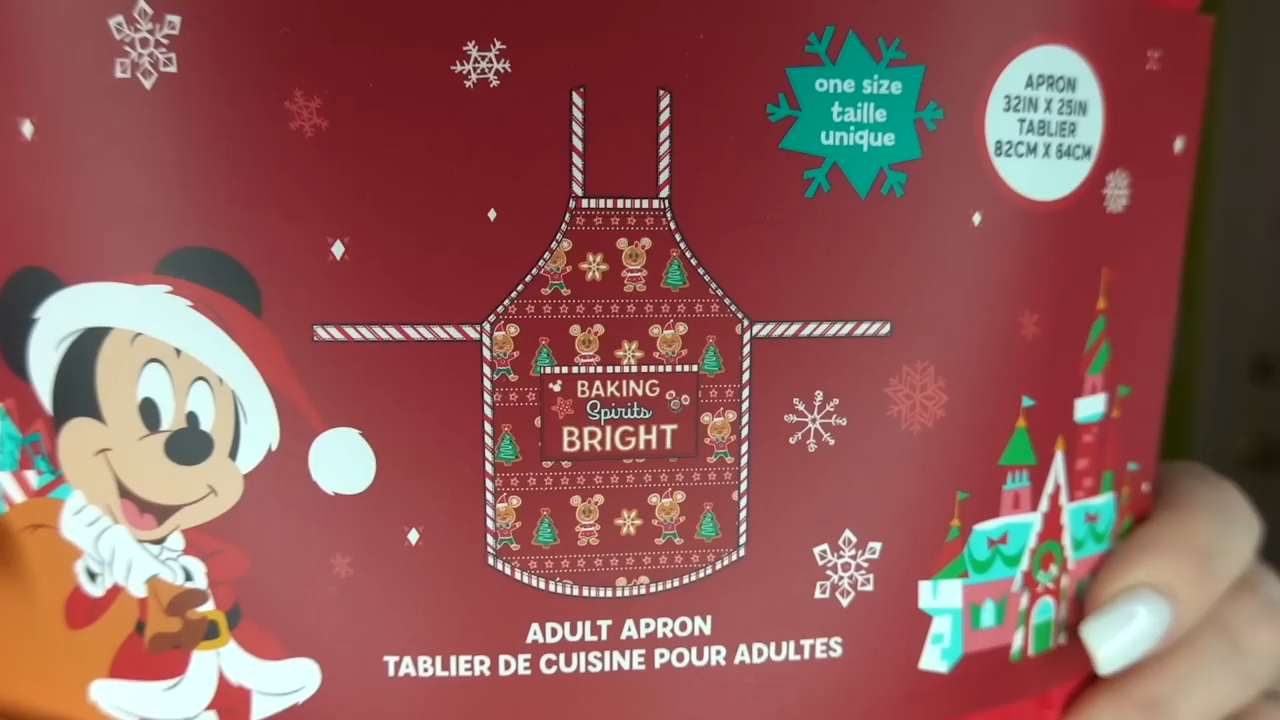 one size
taille
unique
APRON
32IN X 25IN
TABLIER
82CM X 64CM
BAKING
Spirits
BRIGHT
ADULT APRON
TABLIER DE CUISINE POUR ADULTES